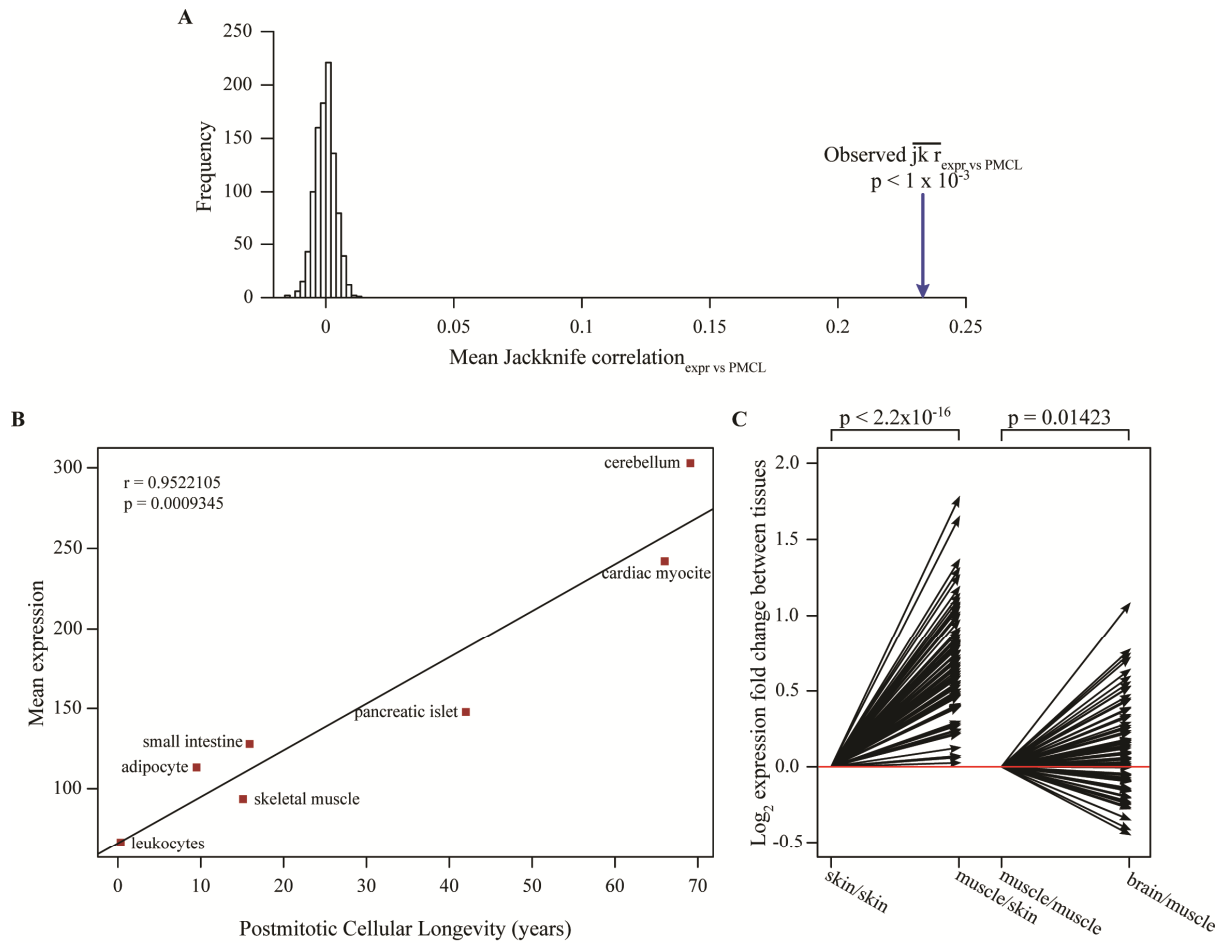 A
250
200
150
100
50
0
Frequency
Observed jk r expr vs PMCL
p < 1 x 10-3
0 0.05 0.1 0.15 0.2 0.25
Mean Jackknife correlation expr vs PMCL
B
300
250
200
150
100
Mean expression
r = 0.9522105
p = 0.0009345
cerebellum
cardiac myocite
pancreatic islet
small intestine
adipocyte
skeletal muscle
leukocytes
0 10 20 30 40 50 60 70
Postmitotic Cellular Longevity (years)
C
p < 2.2x10-16
p = 0.01423
2.0
1.5
1.0
0.5
0.0
-0.5
Log2 expression fold change between tissues
skin/skin
muscle/skin
muscle/muscle
brain/muscle